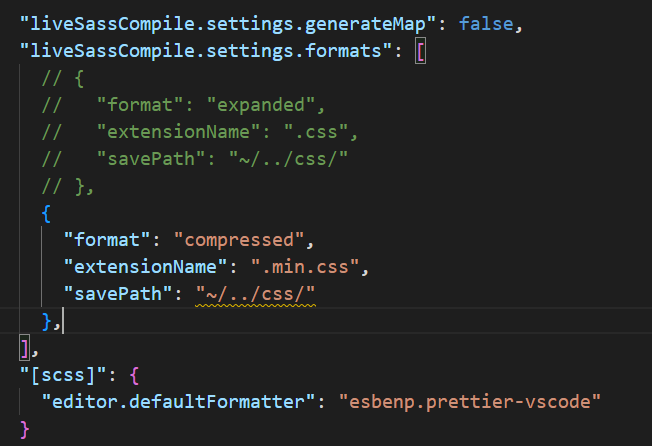 "liveSassCompile.settings.generateMap": false,
"liveSassCompile.settings.formats": [
// {
//   "format": "expanded",
//   "extensionName": ".css",
//   "savePath": "~/../css/"
// },
{
"format": "compressed",
"extensionName": ".min.css",
"savePath": "~/../css/"
},
],
"[scss]": {
"editor.defaultFormatter": "esbenp.prettier-vscode"
}